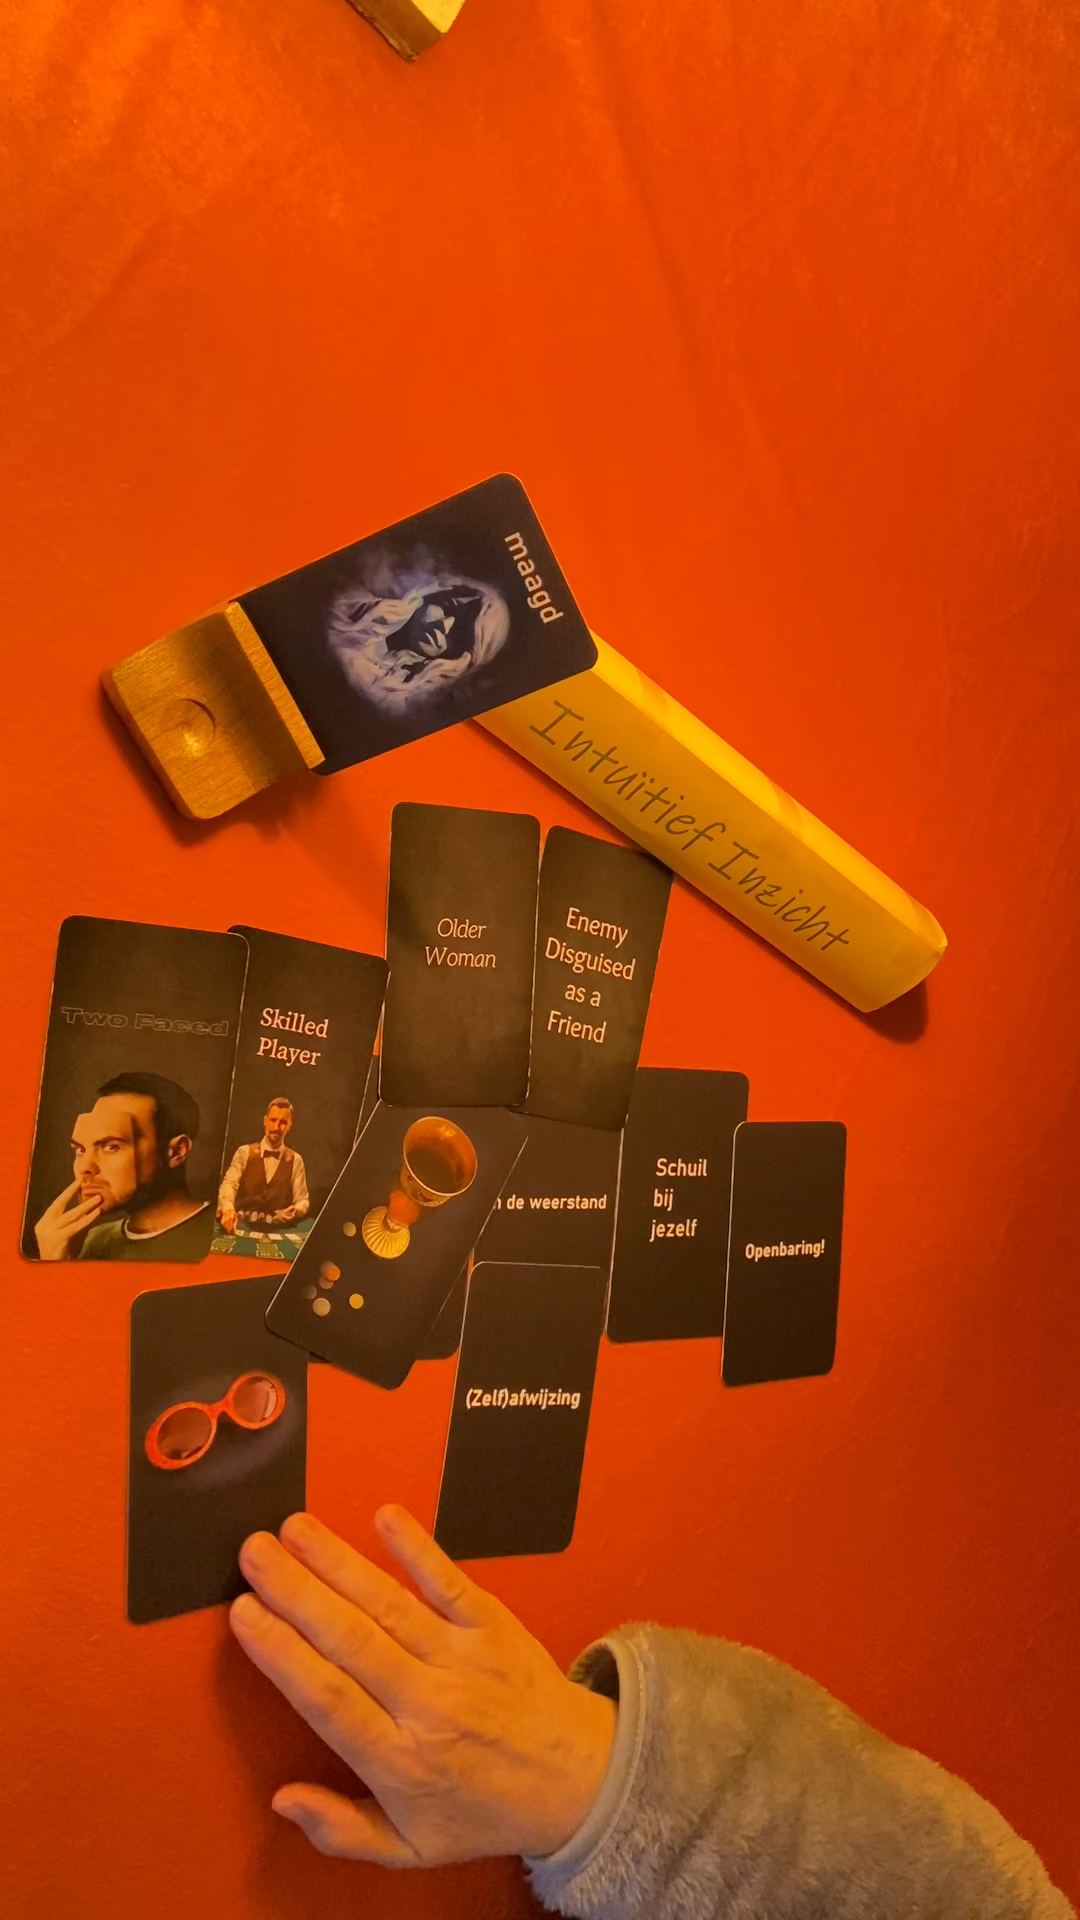 maagd
Intuïtief Inzicht
Older
Woman
Enemy
Disguised
as a
Friend
Two Faced
Skilled
Player
de weerstand
Schuil
bij
jezelf
Openbaring!
(Zelf)afwijzing